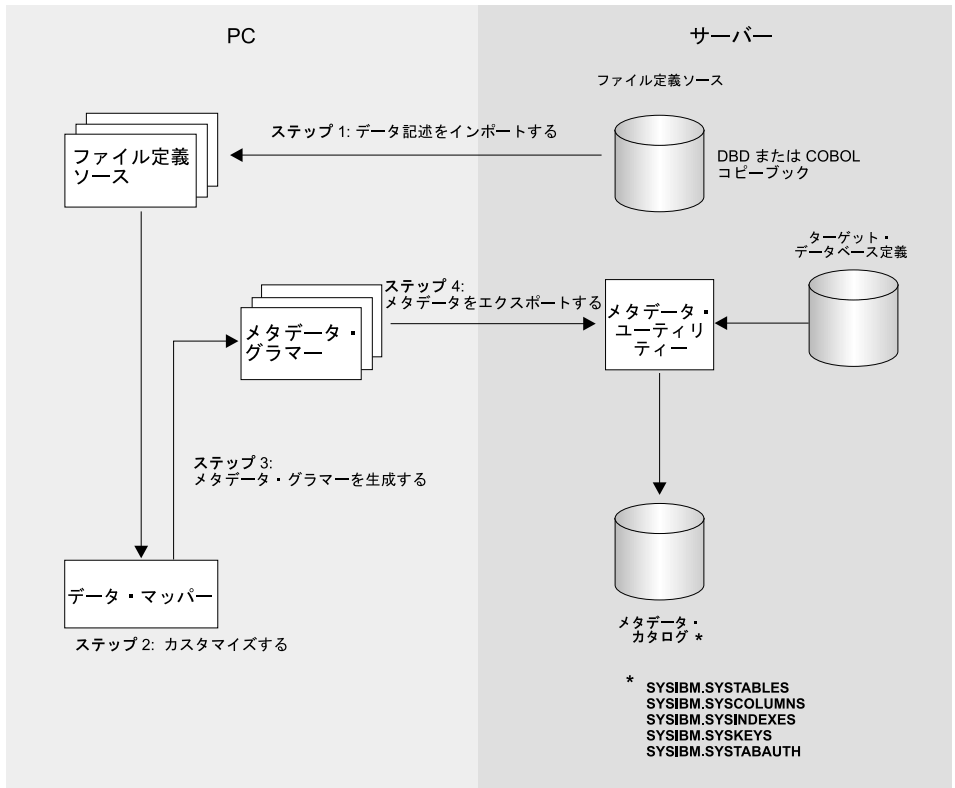 PC
サーバー
ファイル定義ソース
ステップ 1: データ記述をインポートする
ファイル定義
ソース
DBD または COBOL
コピーブック
ターゲット・
データベース定義
ステップ 4:
メタデータをエクスポートする
メタデータ・
グラマー
メタデータ・
ユーティリ
ティー
ステップ 3:
メタデータ・グラマーを生成する
データ・マッパー
ステップ 2: カスタマイズする
メタデータ・
カタログ *
* SYSIBM.SYSTABLES
SYSIBM.SYSCOLUMNS
SYSIBM.SYSINDEXES
SYSIBM.SYSKEYS
SYSIBM.SYSTABAUTH